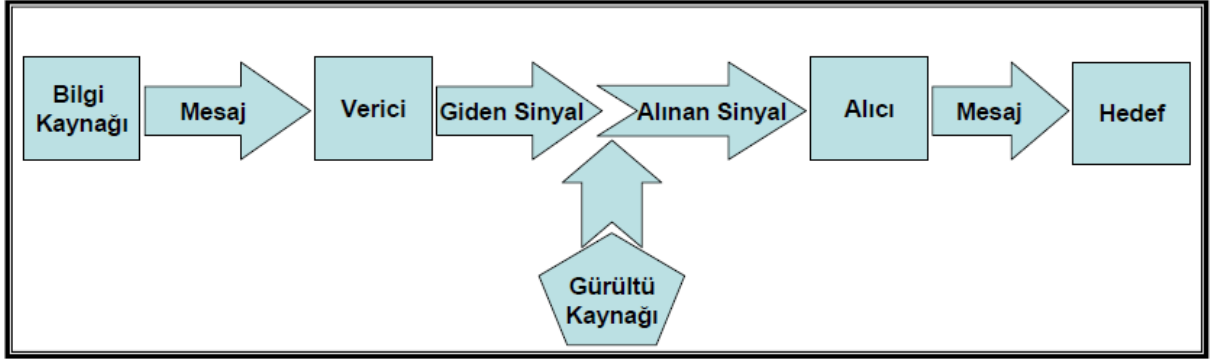 Bilgi
Kaynağı
Mesaj
Verici
Giden Sinyal
Alınan Sinyal
Alıcı
Mesaj
Hedef
Gürültü
Kaynağı